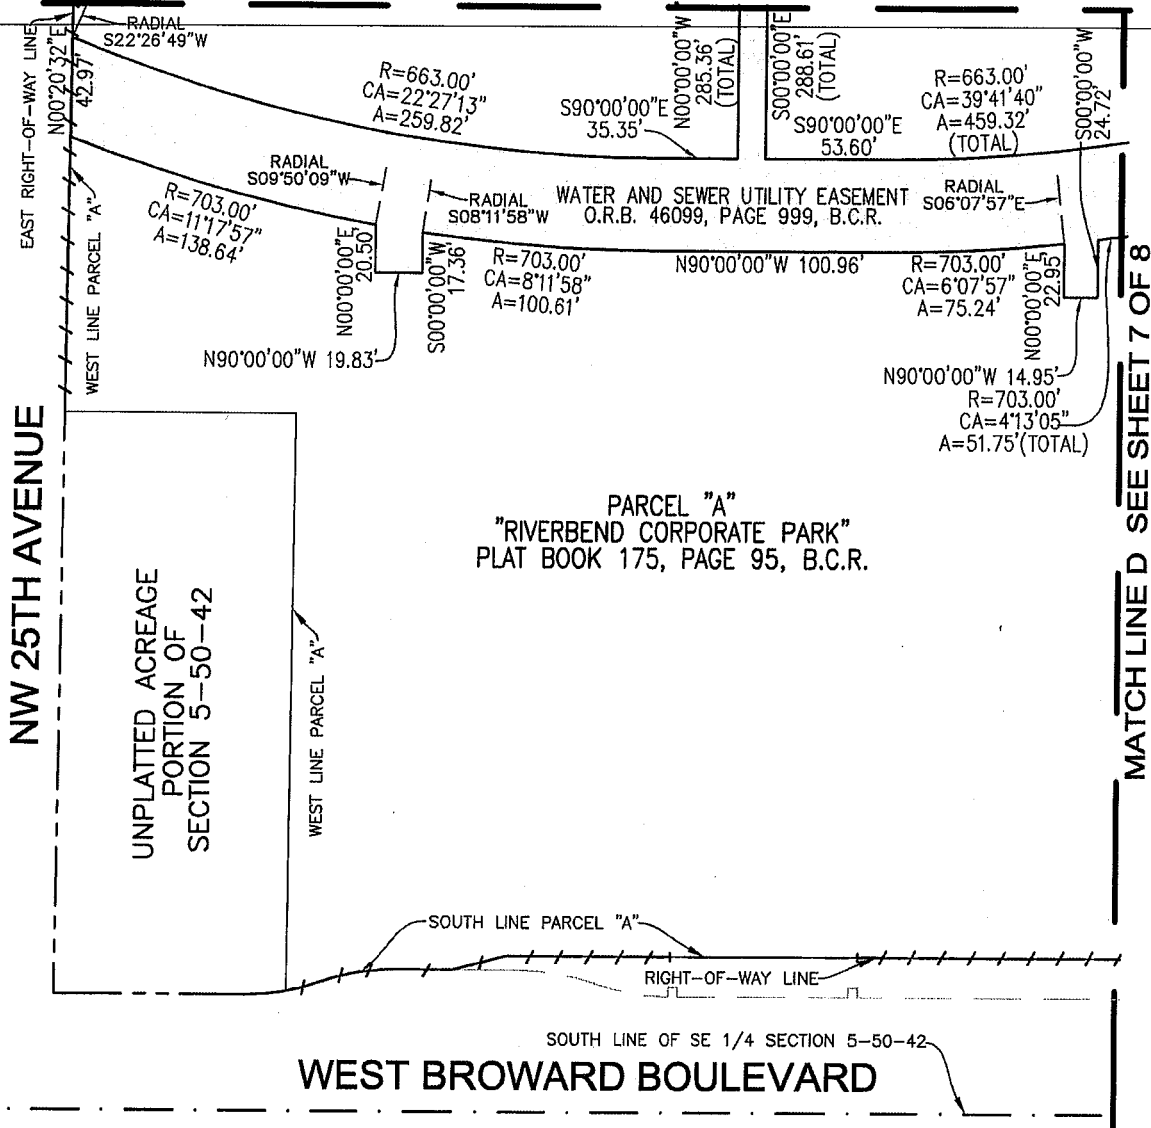 RADIAL
S22°26'49"W
EAST RIGHT-OF-WAY LINE
N00°20'32"E
42.97'
R=663.00'
CA=22°27'13"
A=259.82'
S90°00'00"E
35.35'
N00°00'00"W
285.36'
(TOTAL)
S00°00'00"E
288.61'
(TOTAL)
S90°00'00"E
53.60'
R=663.00'
CA=39°41'40"
A=459.32'
(TOTAL)
S00°00'00"W
24.72'
RADIAL
S09°50'09"W
RADIAL
S08°11'58"W
WATER AND SEWER UTILITY EASEMENT
O.R.B. 46099, PAGE 999, B.C.R.
RADIAL
S06°07'57"E
WEST LINE PARCEL "A"
R=703.00'
CA=11°17'57"
A=138.64'
N00°00'00"E
20.50'
S00°00'00"W
17.36'
R=703.00'
CA=8°11'58"
A=100.61'
N90°00'00"W 100.96'
R=703.00'
CA=6°07'57"
A=75.24'
N00°00'00"E
22.95'
N90°00'00"W 19.83'
N90°00'00"W 14.95'
R=703.00'
CA=4°13'05"
A=51.75'(TOTAL)
MATCH LINE D SEE SHEET 7 OF 8
NW 25TH AVENUE
PARCEL "A"
"RIVERBEND CORPORATE PARK"
PLAT BOOK 175, PAGE 95, B.C.R.
UNPLATTED ACREAGE
PORTION OF
SECTION 5-50-42
WEST LINE PARCEL "A"
SOUTH LINE PARCEL "A"
RIGHT-OF-WAY LINE
SOUTH LINE OF SE 1/4 SECTION 5-50-42
WEST BROWARD BOULEVARD